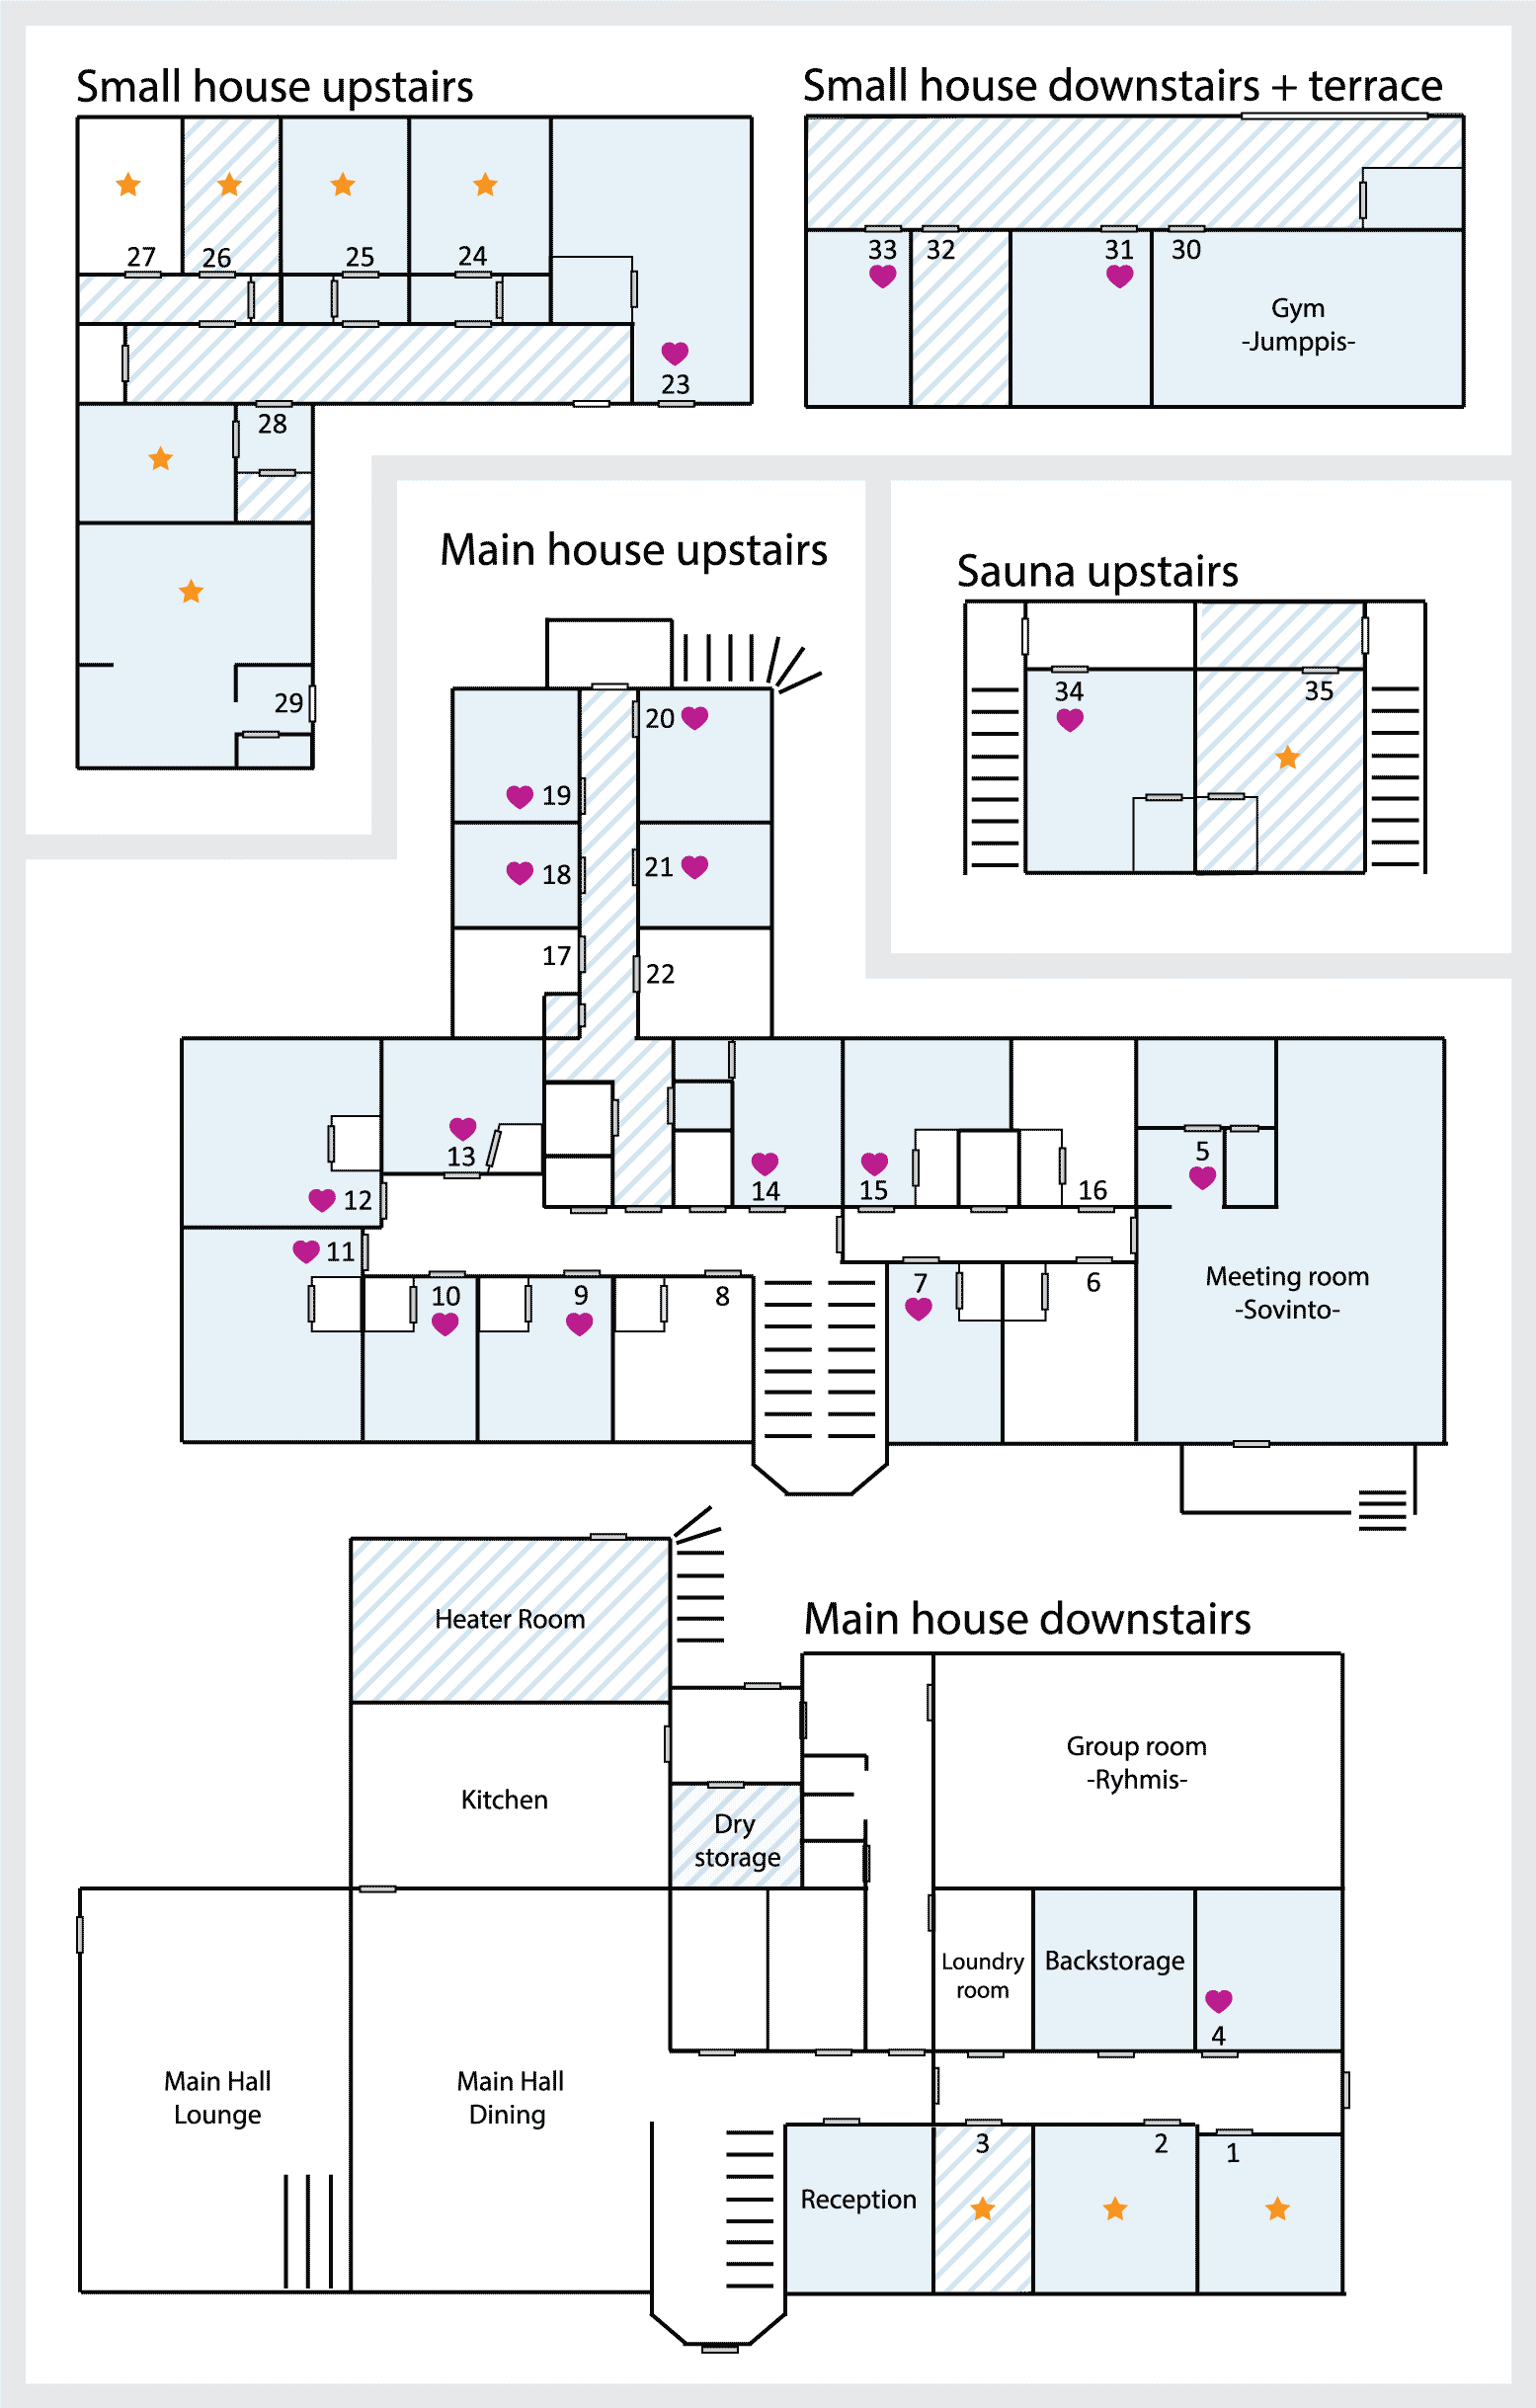 Small house upstairs
27
26
25
24
23
28
29
Small house downstairs + terrace
33
32
31
30
Gym
-Jumppis-
Main house upstairs
20
19
18
21
17
22
13
12
11
14
15
16
5
10
9
8
7
6
Meeting room
-Sovinto-
Sauna upstairs
34
35
Main house downstairs
Heater Room
Kitchen
Dry
storage
Group room
-Ryhmis-
Loundry
room
Backstorage
4
Main Hall
Lounge
Main Hall
Dining
Reception
3
2
1